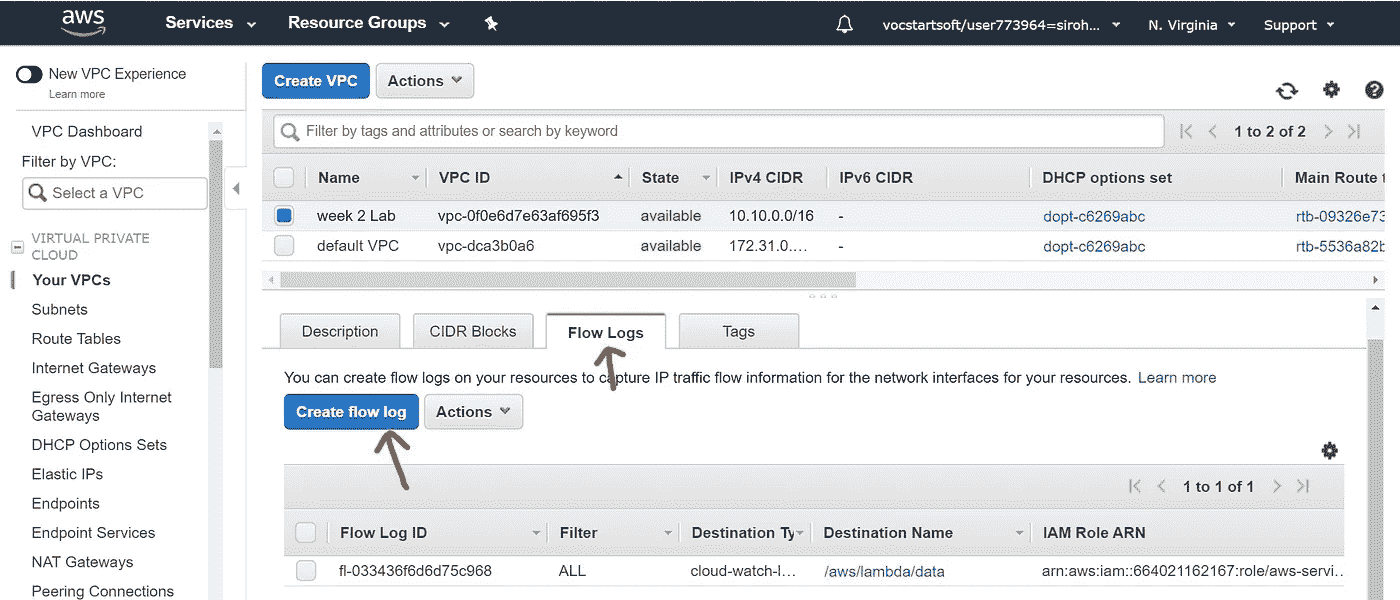 aws
Services
Resource Groups
vocstartsoft/user773964=siroh...
N. Virginia
Support
New VPC Experience
Learn more
VPC Dashboard
Filter by VPC:
Select a VPC
VIRTUAL PRIVATE
CLOUD
Your VPCs
Subnets
Route Tables
Internet Gateways
Egress Only Internet
Gateways
DHCP Options Sets
Elastic IPs
Endpoints
Endpoint Services
NAT Gateways
Peering Connections
Create VPC
Actions
Filter by tags and attributes or search by keyword
1 to 2 of 2
Name VPC ID State IPv4 CIDR IPv6 CIDR DHCP options set Main Route t
week 2 Lab vpc-0f0e6d7e63af695f3 available 10.10.0.0/16 - dopt-c6269abc rtb-09326e73
default VPC vpc-dca3b0a6 available 172.31.0.... - dopt-c6269abc rtb-5536a82b
Description
CIDR Blocks
Flow Logs
Tags
You can create flow logs on your resources to capture IP traffic flow information for the network interfaces for your resources. Learn more
Create flow log
Actions
1 to 1 of 1
Flow Log ID Filter Destination Ty Destination Name IAM Role ARN
fl-033436f6d6d75c968 ALL cloud-watch-l... /aws/lambda/data arn:aws:iam::664021162167:role/aws-servi...